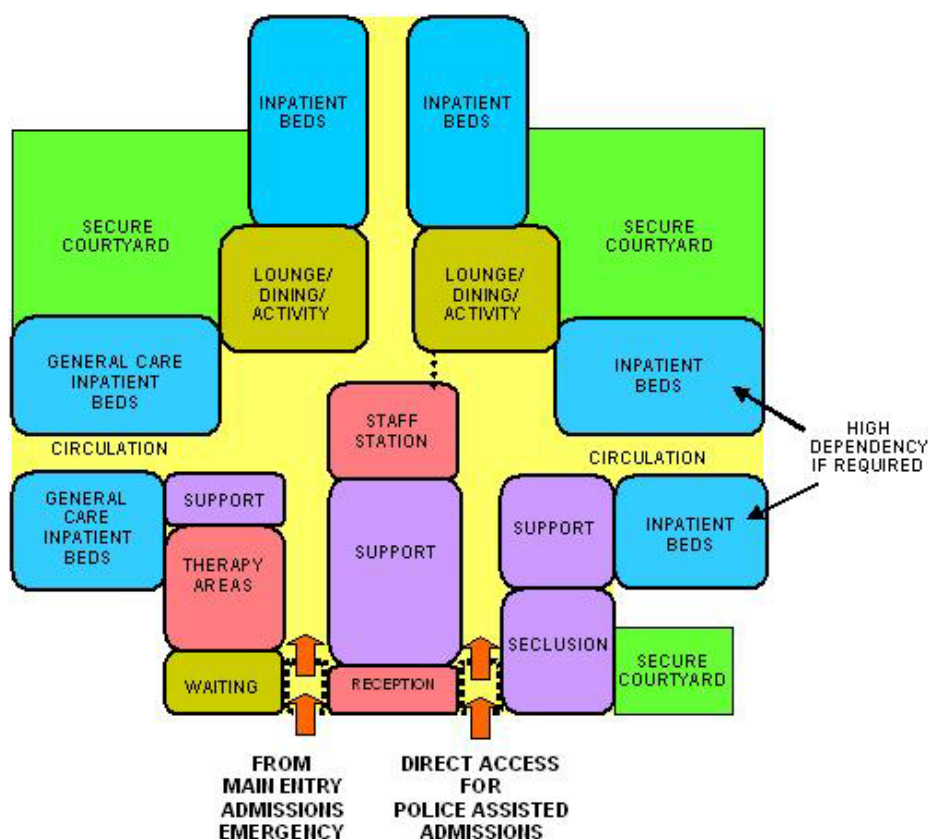 INPATIENT
BEDS
INPATIENT
BEDS
SECURE
COURTYARD
SECURE
COURTYARD
LOUNGE/
DINING/
ACTIVITY
LOUNGE/
DINING/
ACTIVITY
GENERAL CARE
INPATIENT
BEDS
INPATIENT
BEDS
STAFF
STATION
HIGH
DEPENDENCY
IF REQUIRED
CIRCULATION
CIRCULATION
GENERAL
CARE
INPATIENT
BEDS
SUPPORT
SUPPORT
SUPPORT
INPATIENT
BEDS
THERAPY
AREAS
SECLUSION
SECURE
COURTYARD
WAITING
RECEPTION
FROM
MAIN ENTRY
ADMISSIONS
EMERGENCY
DIRECT ACCESS
FOR
POLICE ASSISTED
ADMISSIONS